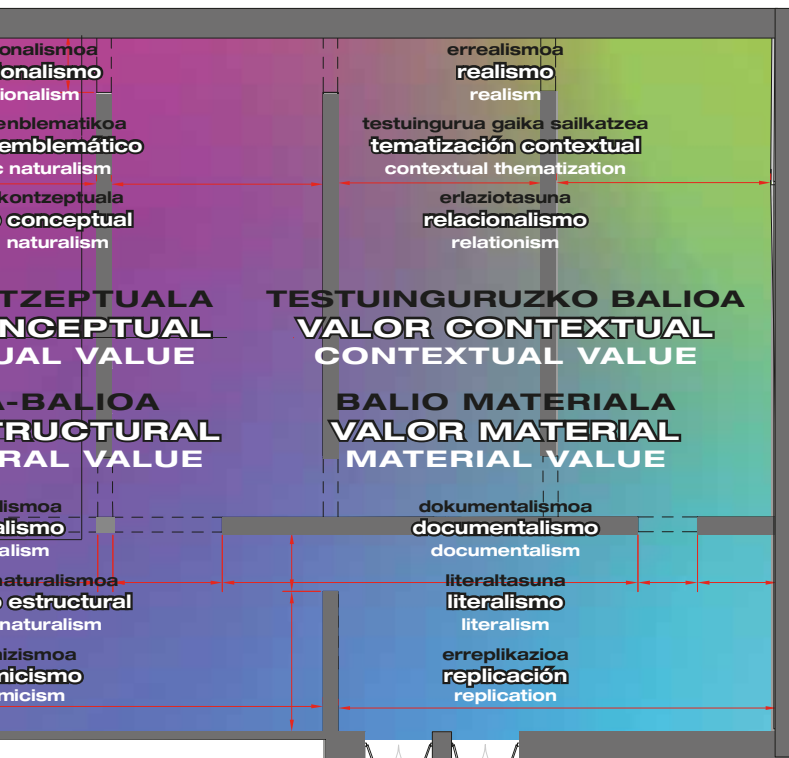 onalismoa
onalismo
ionalism
enblematikoa
emblemático
c naturalism
kontzeptuala
conceptual
naturalism
TZEPTUALA
NCEPTUAL
UAL VALUE
A-BALIOA
TRUCTURAL
RAL VALUE
lismoa
alismo
alism
naturalismoa
o estructural
naturalism
izismoa
micismo
micism
errealismoa
realismo
realism
testuingurua gaika sailkatzea
tematización contextual
contextual thematization
erlaziotasuna
relacionalismo
relationism
TESTUINGURUZKO BALIOA
VALOR CONTEXTUAL
CONTEXTUAL VALUE
BALIO MATERIALA
VALOR MATERIAL
MATERIAL VALUE
dokumentalismoa
documentalismo
documentalism
literaltasuna
literalismo
literalism
erreplikazioa
replicación
replication